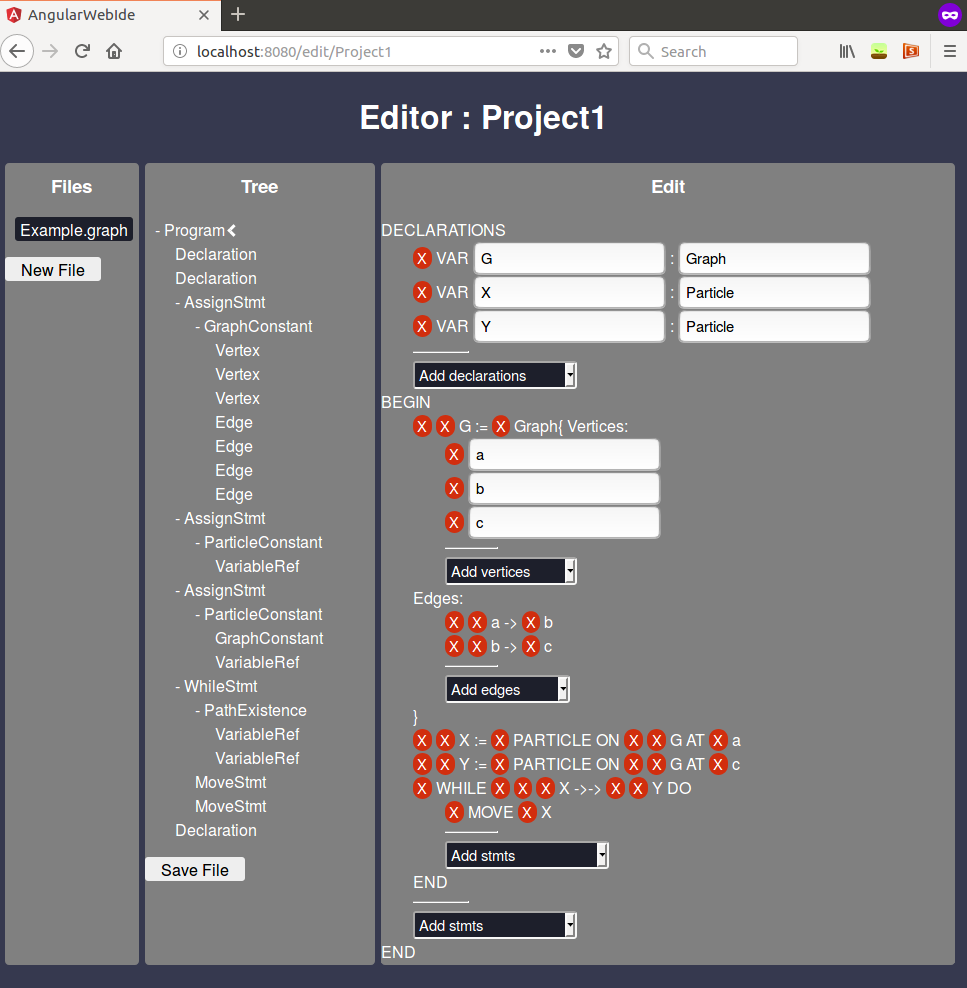 AngularWebIde
localhost:8080/edit/Project1
Search
Editor : Project1
Files
Example.graph
New File
Tree
- Program
Declaration
Declaration
- AssignStmt
- GraphConstant
Vertex
Vertex
Vertex
Edge
Edge
Edge
Edge
- AssignStmt
- ParticleConstant
VariableRef
- AssignStmt
- ParticleConstant
GraphConstant
VariableRef
- WhileStmt
- PathExistence
VariableRef
VariableRef
MoveStmt
MoveStmt
Declaration
Save File
Edit
DECLARATIONS
X VAR G : Graph
X VAR X : Particle
X VAR Y : Particle
Add declarations
BEGIN
X X G := X Graph{ Vertices:
X a
X b
X c
Add vertices
Edges:
X X a -> X b
X X b -> X c
Add edges
}
X X X := X PARTICLE ON X X G AT X a
X X Y := X PARTICLE ON X X G AT X c
X WHILE X X X X ->-> X X Y DO
X MOVE X X
Add stmts
END
Add stmts
END